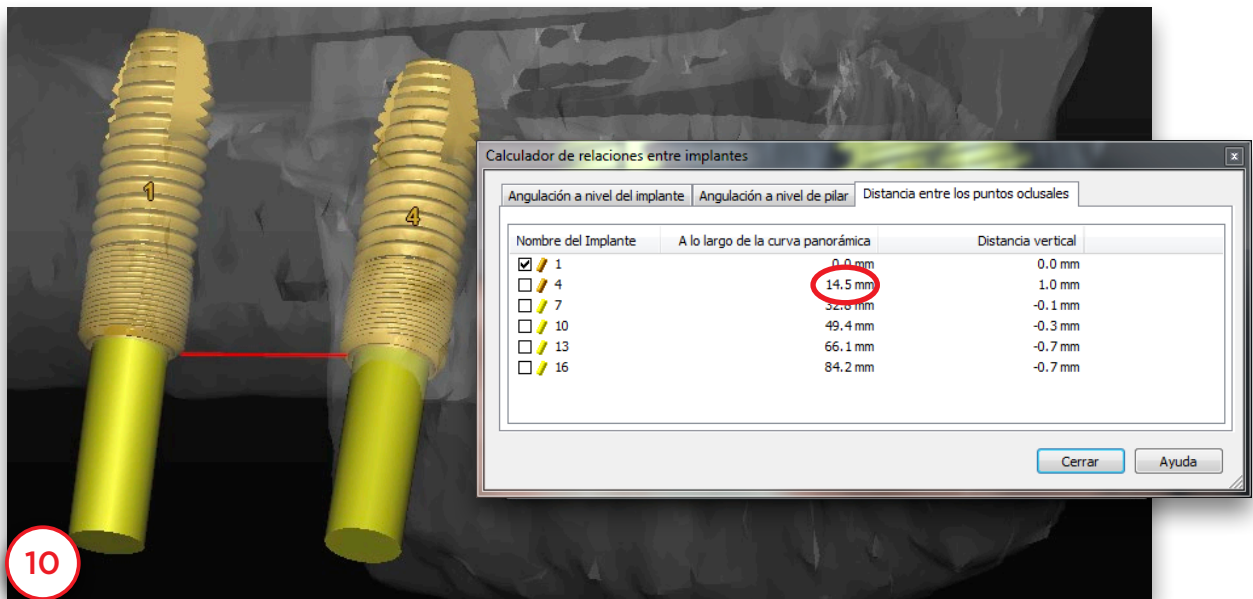 1
4
Calculador de relaciones entre implantes
Angulación a nivel del implante Angulación a nivel de pilar Distancia entre los puntos oclusales
Nombre del Implante A lo largo de la curva panorámica Distancia vertical
1 0.0 mm 0.0 mm
4 14.5 mm 1.0 mm
7 32.8 mm -0.1 mm
10 49.4 mm -0.3 mm
13 66.1 mm -0.7 mm
16 84.2 mm -0.7 mm
Cerrar Ayuda
10